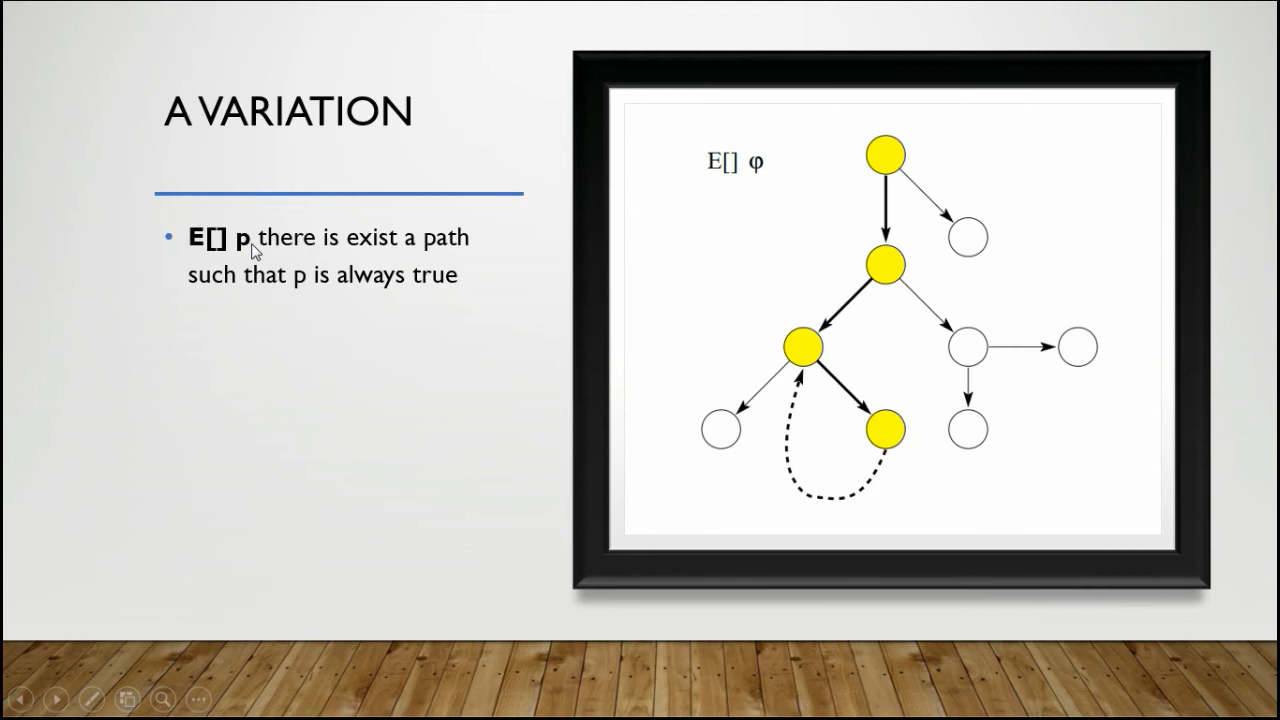 A VARIATION
• E[] p there is exist a path
such that p is always true
E[] φ